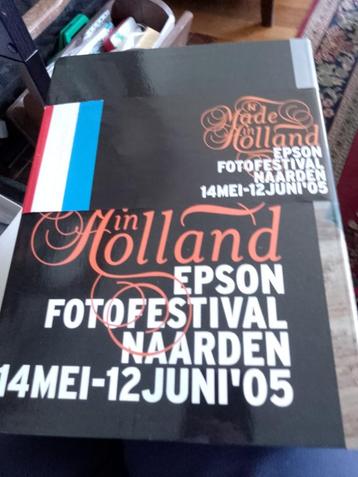 Made
in
Holland
EPSON
FOTOFESTIVAL
NAARDEN
14MEI-12JUNI'05
in
Holland
EPSON
FOTOFESTIVAL
NAARDEN
14MEI-12JUNI'05